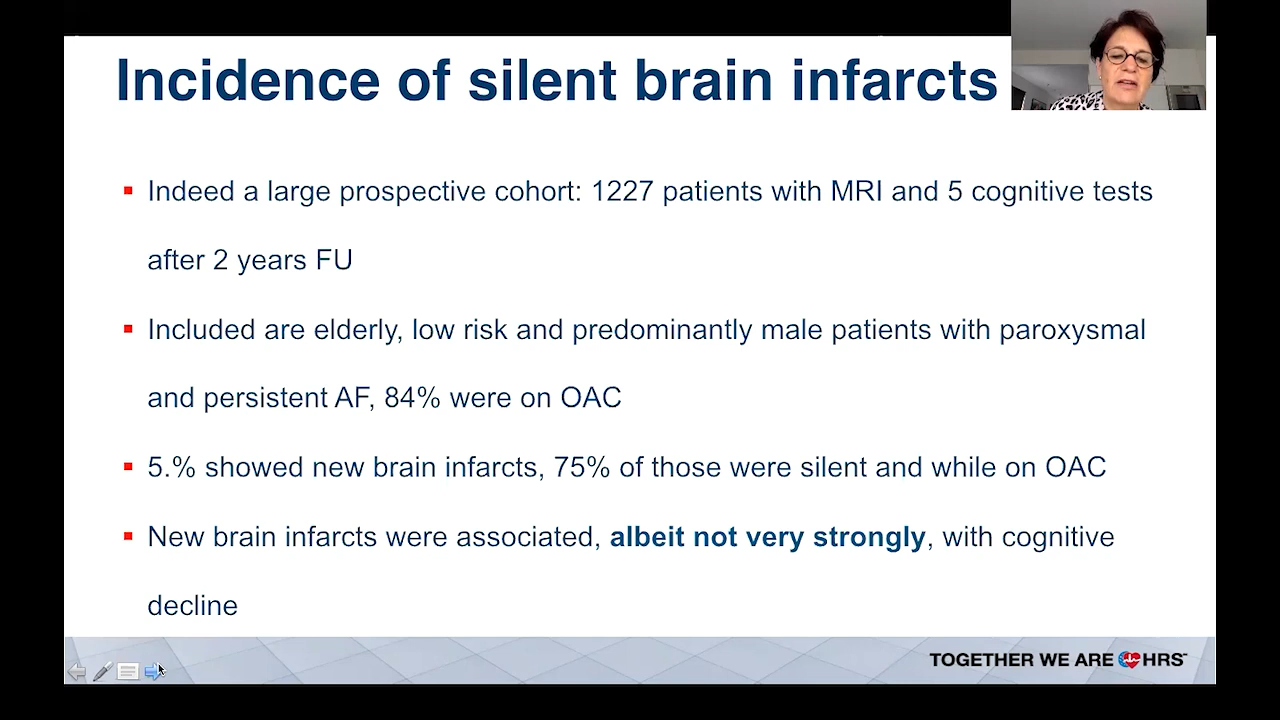 Incidence of silent brain infarcts
Indeed a large prospective cohort: 1227 patients with MRI and 5 cognitive tests
after 2 years FU
Included are elderly, low risk and predominantly male patients with paroxysmal
and persistent AF, 84% were on OAC
5.% showed new brain infarcts, 75% of those were silent and while on OAC
New brain infarcts were associated, albeit not very strongly, with cognitive
decline
TOGETHER WE ARE HRS